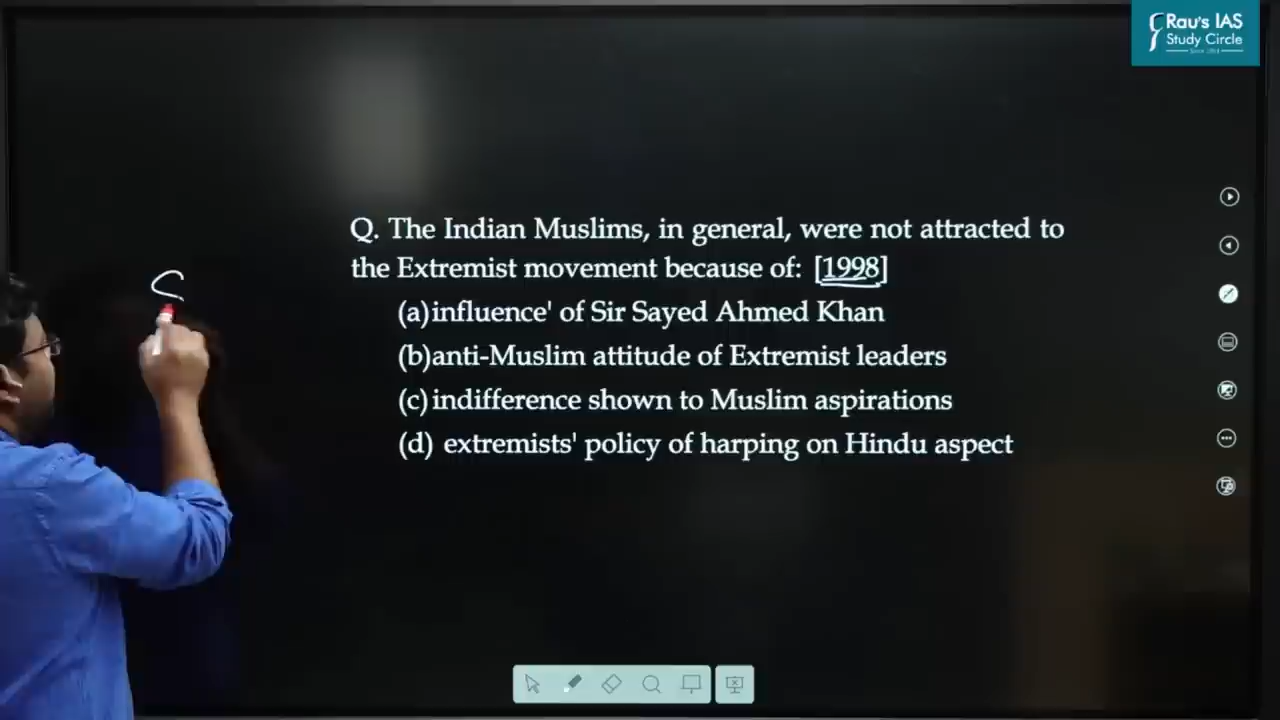 Rau's IAS
Study Circle
Q. The Indian Muslims, in general, were not attracted to
the Extremist movement because of: [1998]
(a)influence' of Sir Sayed Ahmed Khan
(b)anti-Muslim attitude of Extremist leaders
(c)indifference shown to Muslim aspirations
(d) extremists' policy of harping on Hindu aspect